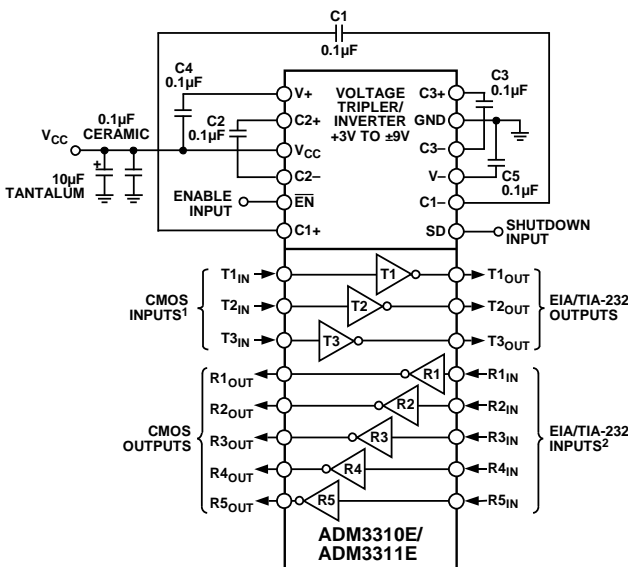 C1
0.1µF
C4
0.1µF
V+
C2+
C2
0.1µF
0.1µF
CERAMIC
VCC
VCC
10µF
TANTALUM
+
C2–
ENABLE
INPUT
EN
C1+
VOLTAGE
TRIPLER/
INVERTER
+3V TO ±9V
C3+
GND
C3–
V–
C1–
SD
C3
0.1µF
C5
0.1µF
SHUTDOWN
INPUT
CMOS
INPUTS1
T1IN
T1
T1OUT
T2IN
T2
T2OUT
T3IN
T3
T3OUT
EIA/TIA-232
OUTPUTS
CMOS
OUTPUTS
R1OUT
R1
R1IN
R2OUT
R2
R2IN
R3OUT
R3
R3IN
R4OUT
R4
R4IN
R5OUT
R5
R5IN
EIA/TIA-232
INPUTS2
ADM3310E/
ADM3311E